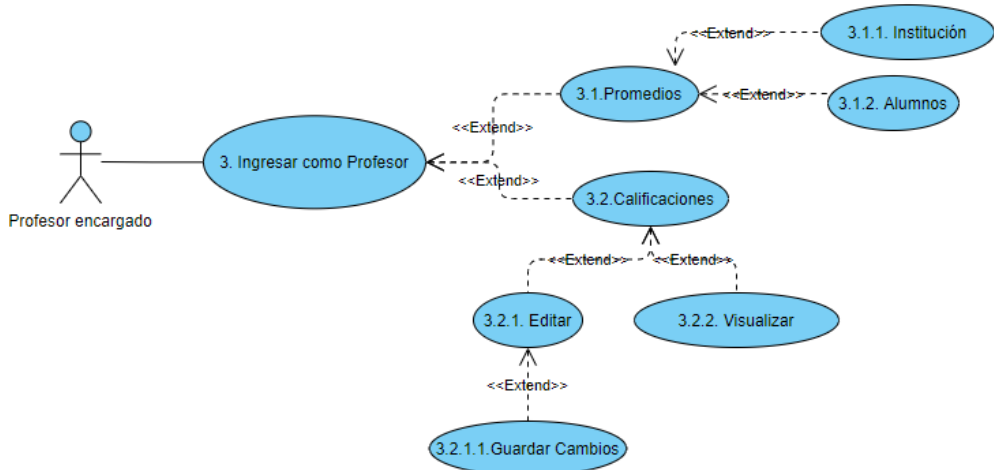 <<Extend>>
3.1.1. Institución
3.1.Promedios
<<Extend>>
3.1.2. Alumnos
<<Extend>>
3. Ingresar como Profesor
<<Extend>>
Profesor encargado
3.2.Calificaciones
<<Extend>>
<<Extend>>
3.2.1. Editar
3.2.2. Visualizar
<<Extend>>
3.2.1.1.Guardar Cambios